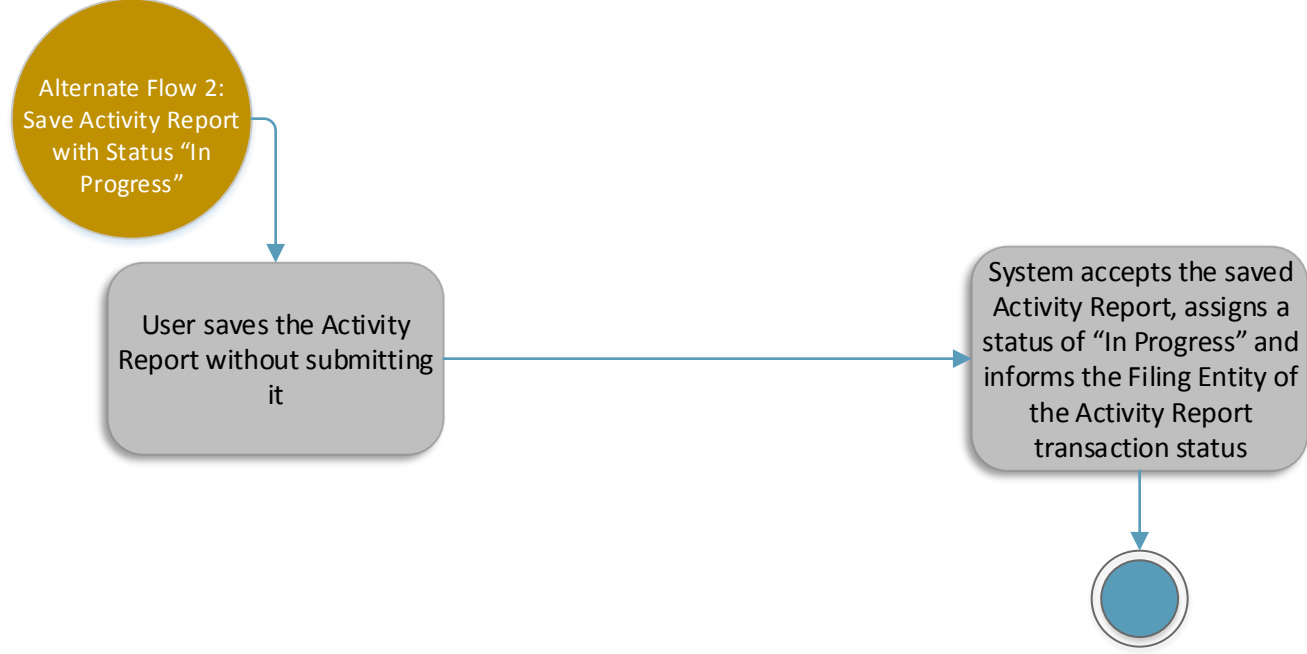 Alternate Flow 2:
Save Activity Report
with Status “In
Progress”
User saves the Activity
Report without submitting
it
System accepts the saved
Activity Report, assigns a
status of “In Progress” and
informs the Filing Entity of
the Activity Report
transaction status